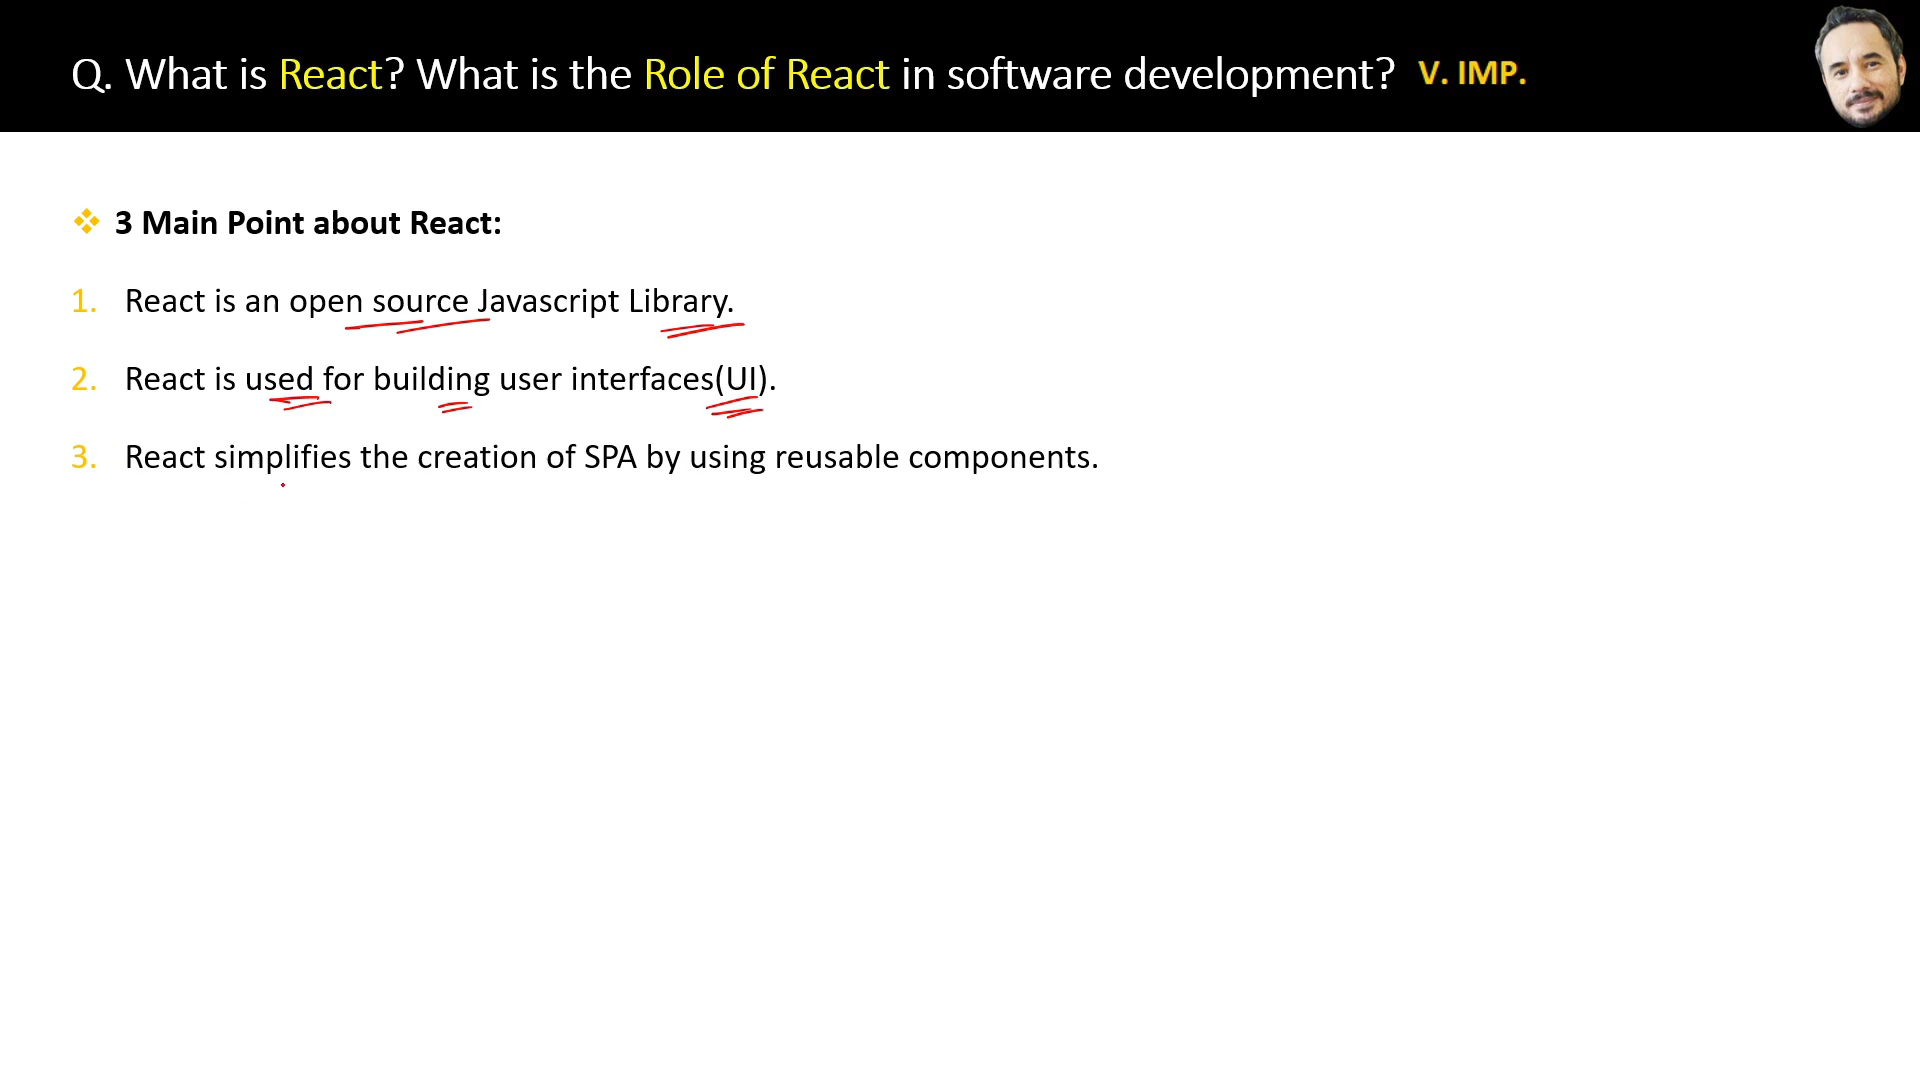 Q. What is React? What is the Role of React in software development? V. IMP.
3 Main Point about React:
1. React is an open source Javascript Library.
2. React is used for building user interfaces(UI).
3. React simplifies the creation of SPA by using reusable components.